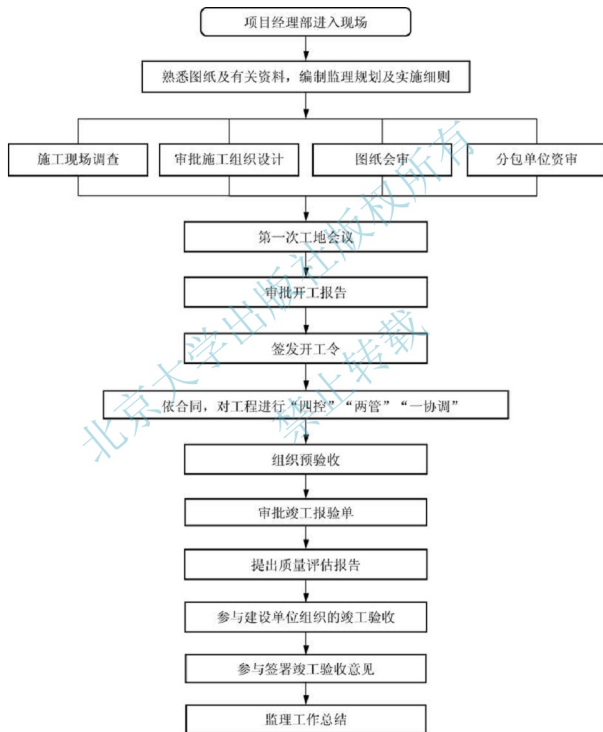 项目经理部进入现场
熟悉图纸及有关资料，编制监理规划及实施细则
施工现场调查
审批施工组织设计
图纸会审
分包单位资审
第一次工地会议
审批开工报告
签发开工令
依合同，对工程进行“四控”“两管”“一协调”
组织预验收
审批竣工报验单
提出质量评估报告
参与建设单位组织的竣工验收
参与签署竣工验收意见
监理工作总结
北京大学出版社版权所有
禁止转载